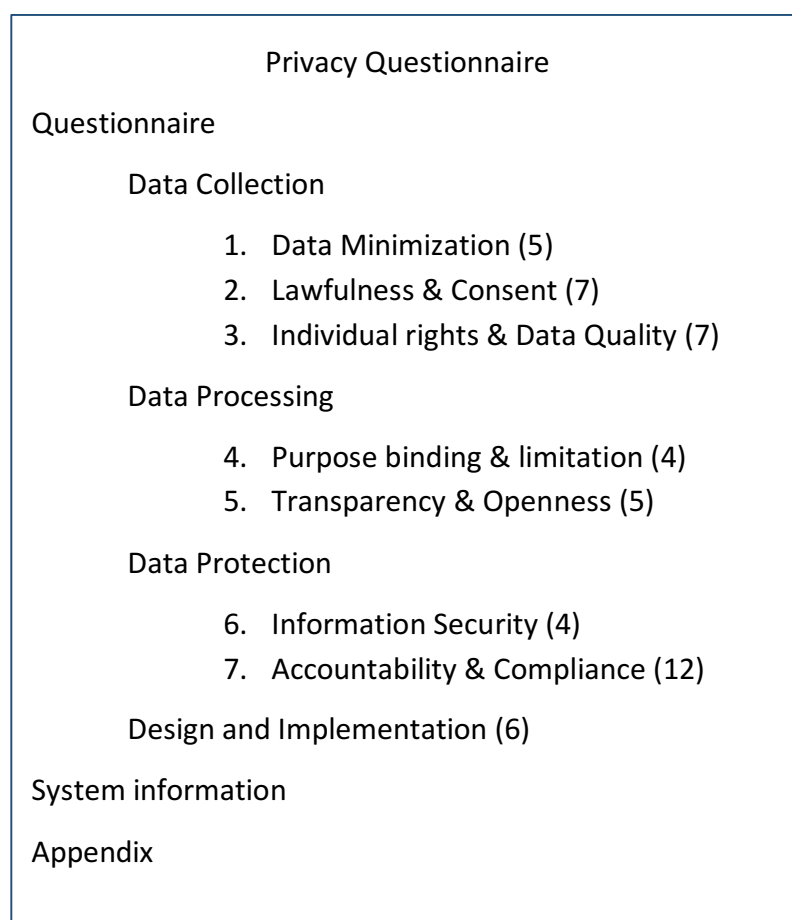 Privacy Questionnaire
Questionnaire
Data Collection
1. Data Minimization (5)
2. Lawfulness & Consent (7)
3. Individual rights & Data Quality (7)
Data Processing
4. Purpose binding & limitation (4)
5. Transparency & Openness (5)
Data Protection
6. Information Security (4)
7. Accountability & Compliance (12)
Design and Implementation (6)
System information
Appendix